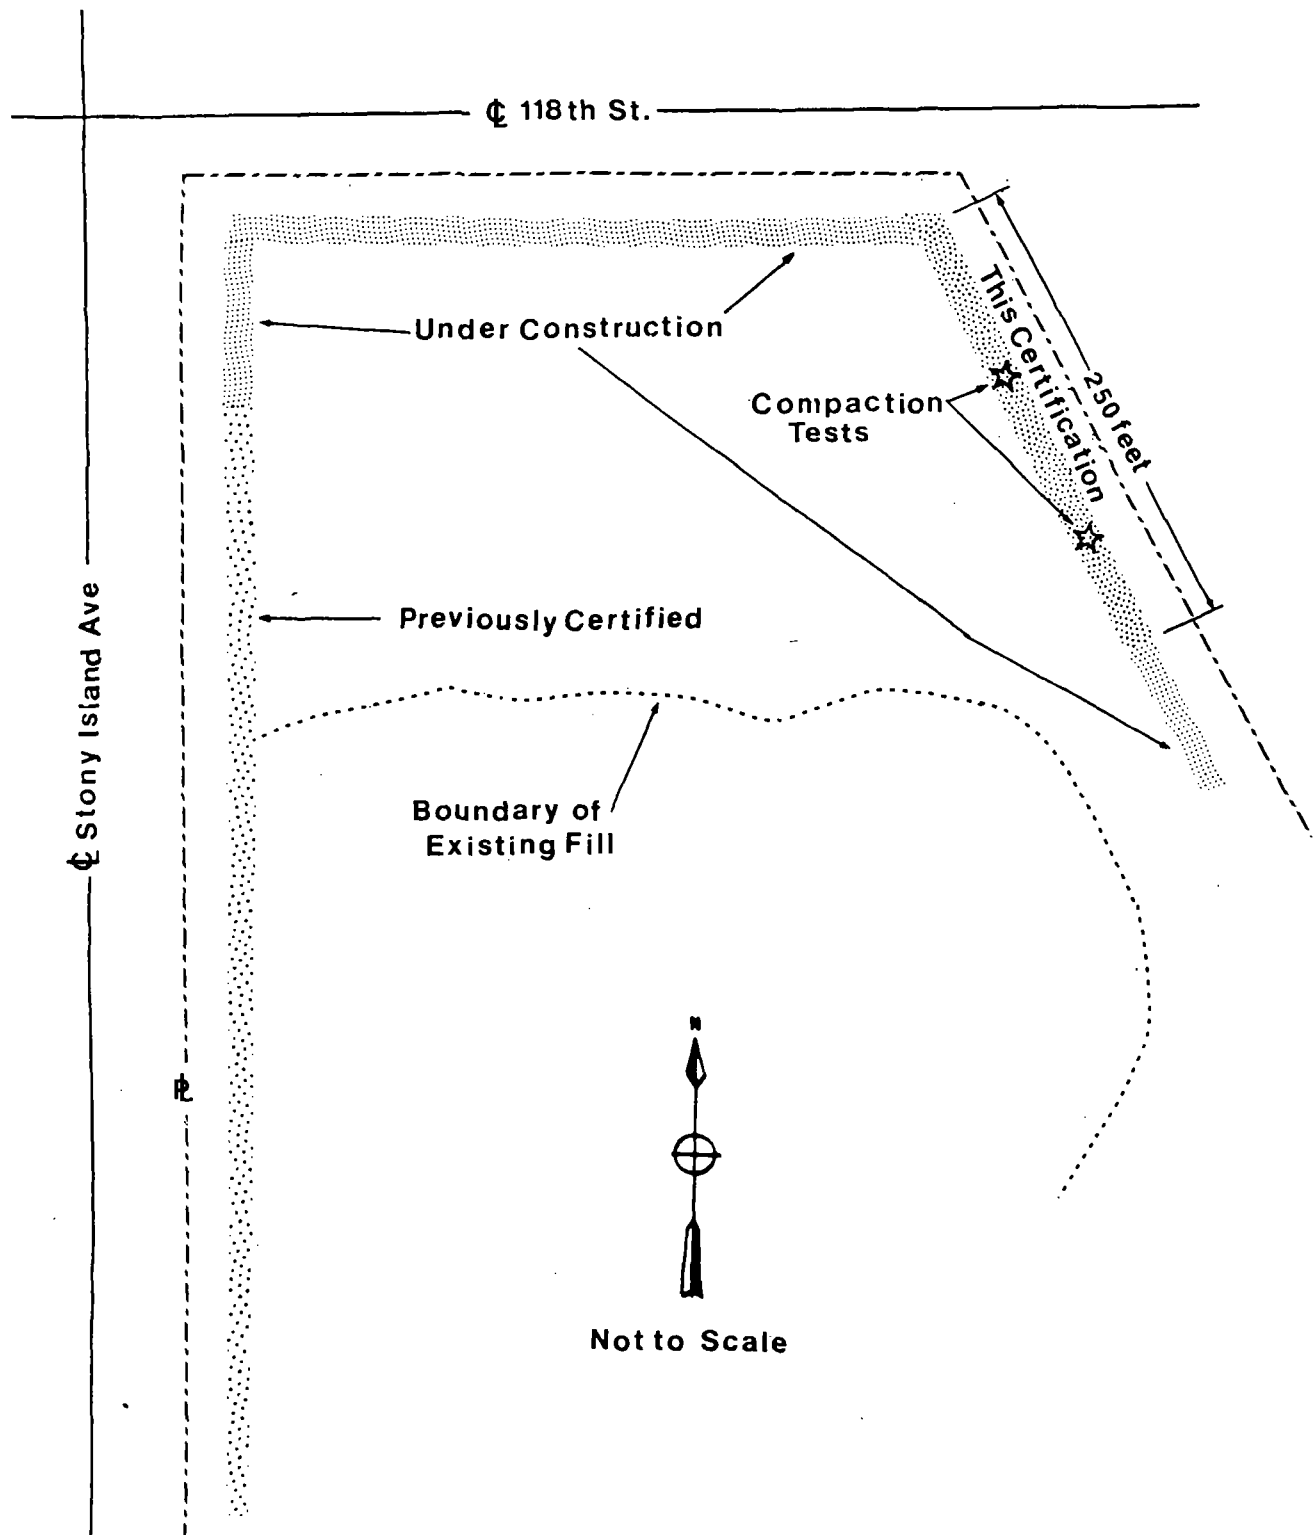 ℄ 118th St.
This Certification
250 feet
Under Construction
Compaction
Tests
℄ Stony Island Ave
Previously Certified
Boundary of
Existing Fill
N
PL
Not to Scale